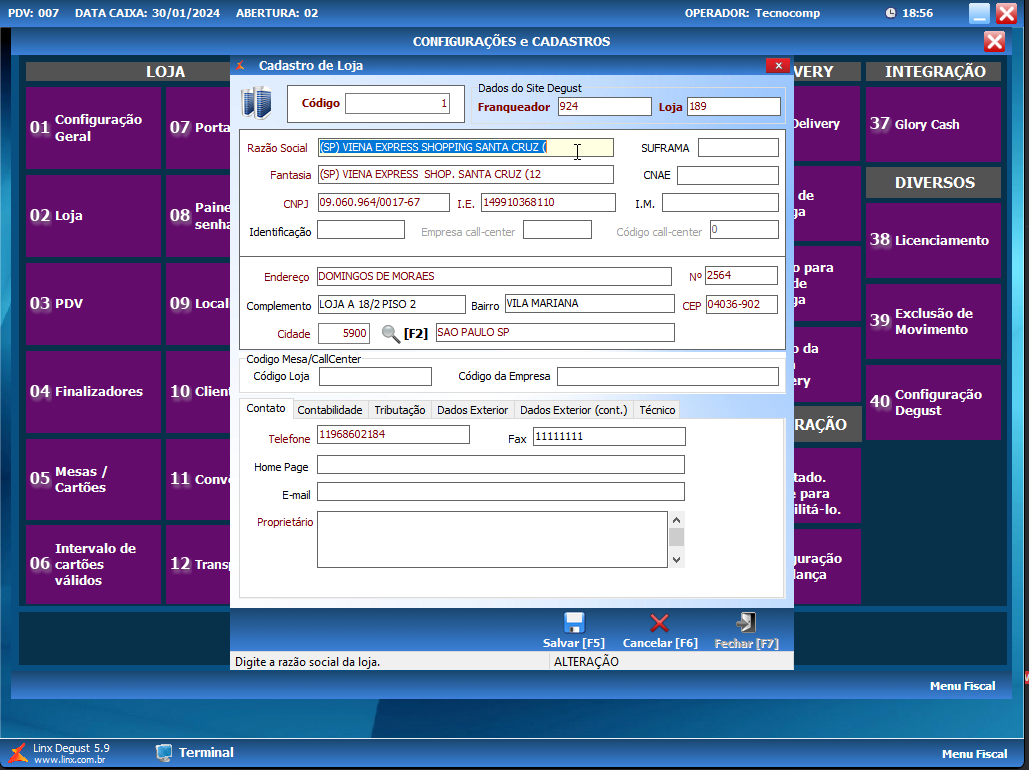 PDV: 007 DATA CAIXA: 30/01/2024 ABERTURA: 02 OPERADOR: Tecnocomp 18:56
CONFIGURAÇÕES e CADASTROS
LOJA
VERY
INTEGRAÇÃO
Cadastro de Loja
Código 1
Dados do Site Degust
Franqueador 924 Loja 189
Razão Social (SP) VIENA EXPRESS SHOPPING SANTA CRUZ ( SUFRAMA
Fantasia (SP) VIENA EXPRESS SHOP. SANTA CRUZ (12 CNAE
CNPJ 09.060.964/0017-67 I.E. 149910368110 I.M.
Identificação Empresa call-center Código call-center 0
Endereço DOMINGOS DE MORAES Nº 2564
Complemento LOJA A 18/2 PISO 2 Bairro VILA MARIANA CEP 04036-902
Cidade 5900 [F2] SAO PAULO SP
Codigo Mesa/CallCenter
Código Loja Código da Empresa
Contato Contabilidade Tributação Dados Exterior Dados Exterior (cont.) Técnico
Telefone 11968602184 Fax 11111111
Home Page
E-mail
Proprietário
Salvar [F5] Cancelar [F6] Fechar [F7]
Digite a razão social da loja. ALTERAÇÃO
01 Configuração
Geral
02 Loja
03 PDV
04 Finalizadores
05 Mesas /
Cartões
06 Intervalo de
cartões
válidos
07 Porta
08 Paine
senha
09 Local
10 Client
11 Conv
12 Transp
Delivery
de
ga
o para
de
ga
o da
a
ery
RAÇÃO
tado.
e para
ilitá-lo.
guração
lança
37 Glory Cash
DIVERSOS
38 Licenciamento
39 Exclusão de
Movimento
40 Configuração
Degust
Menu Fiscal
Linx Degust 5.9
www.linx.com.br
Terminal
Menu Fiscal